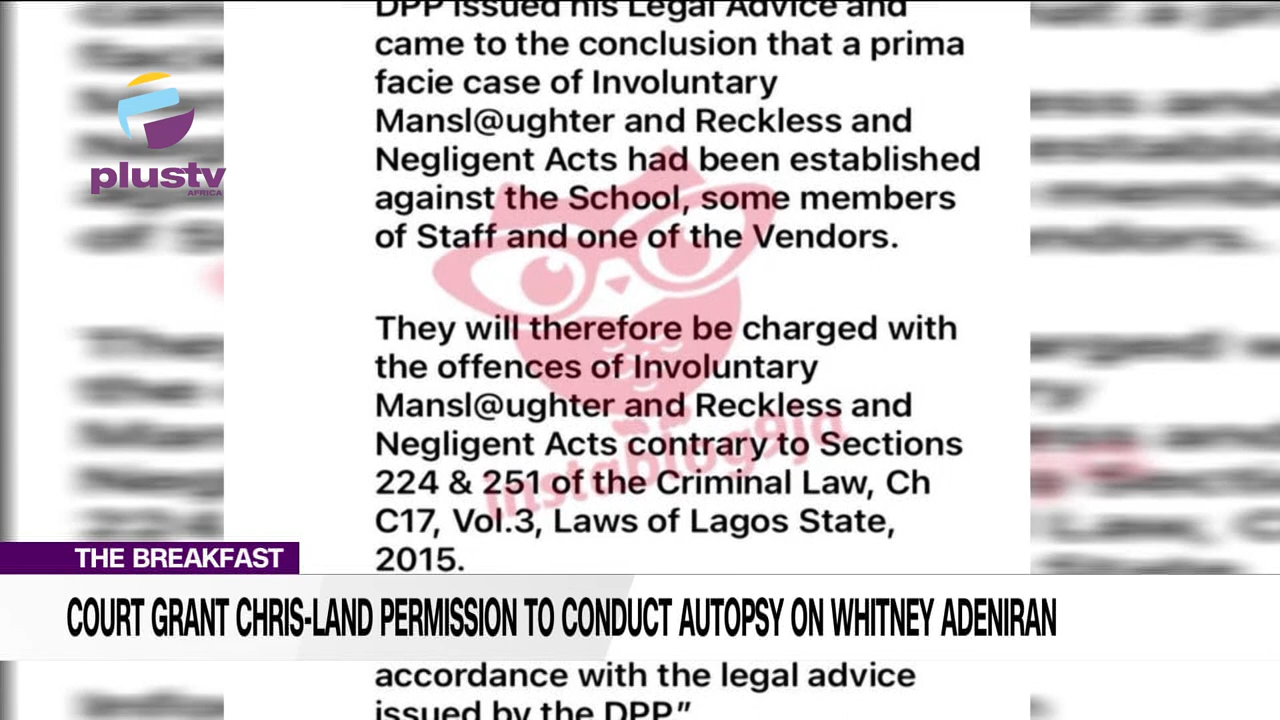 DPP issued his Legal Advice and
came to the conclusion that a prima
facie case of Involuntary
Mansl@ughter and Reckless and
Negligent Acts had been established
against the School, some members
of Staff and one of the Vendors.
They will therefore be charged with
the offences of Involuntary
Mansl@ughter and Reckless and
Negligent Acts contrary to Sections
224 & 251 of the Criminal Law, Ch
C17, Vol.3, Laws of Lagos State,
2015.
accordance with the legal advice
issued by the DPP."
plustv
AFRICA
instablog9ja
THE BREAKFAST
COURT GRANT CHRIS-LAND PERMISSION TO CONDUCT AUTOPSY ON WHITNEY ADENIRAN